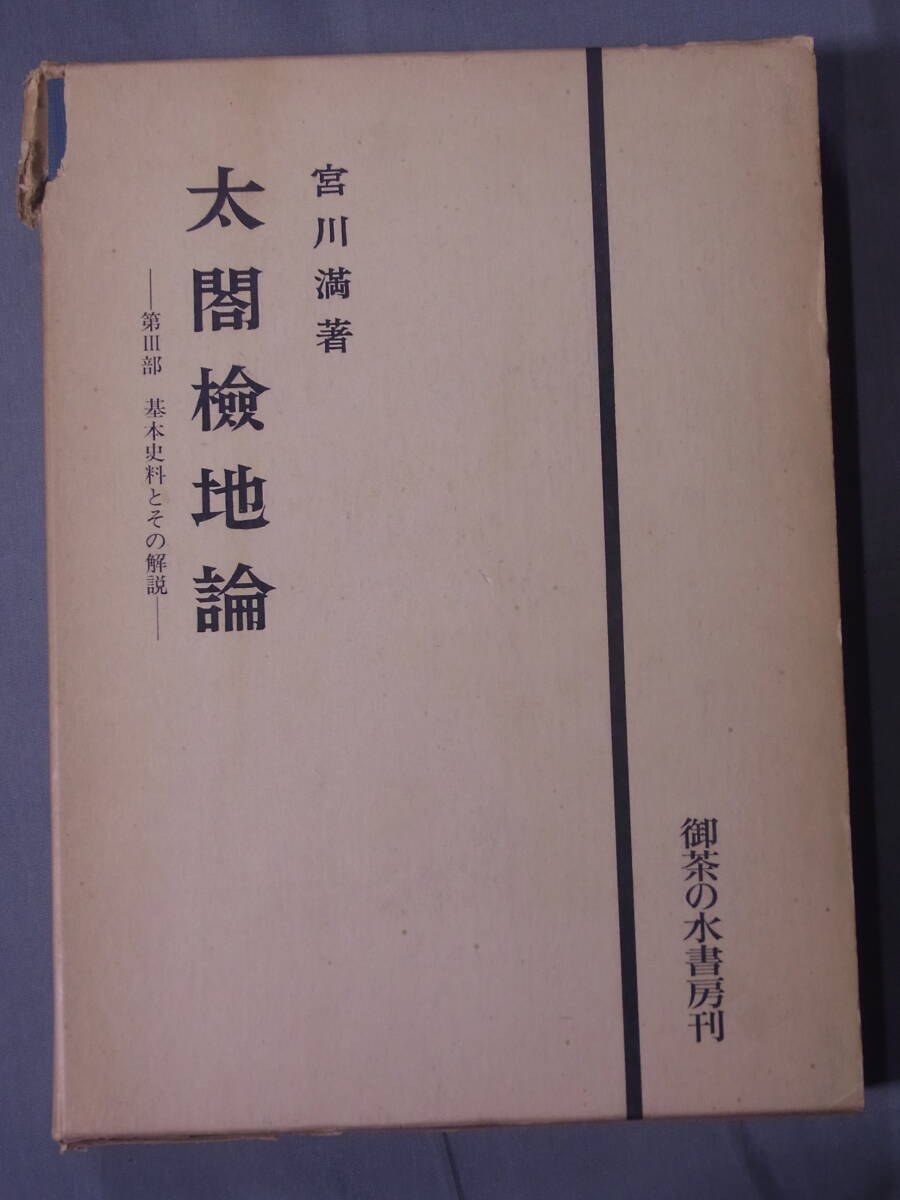 宮川満著
太閤檢地論
――第III部　基本史料とその解説――
御茶の水書房刊